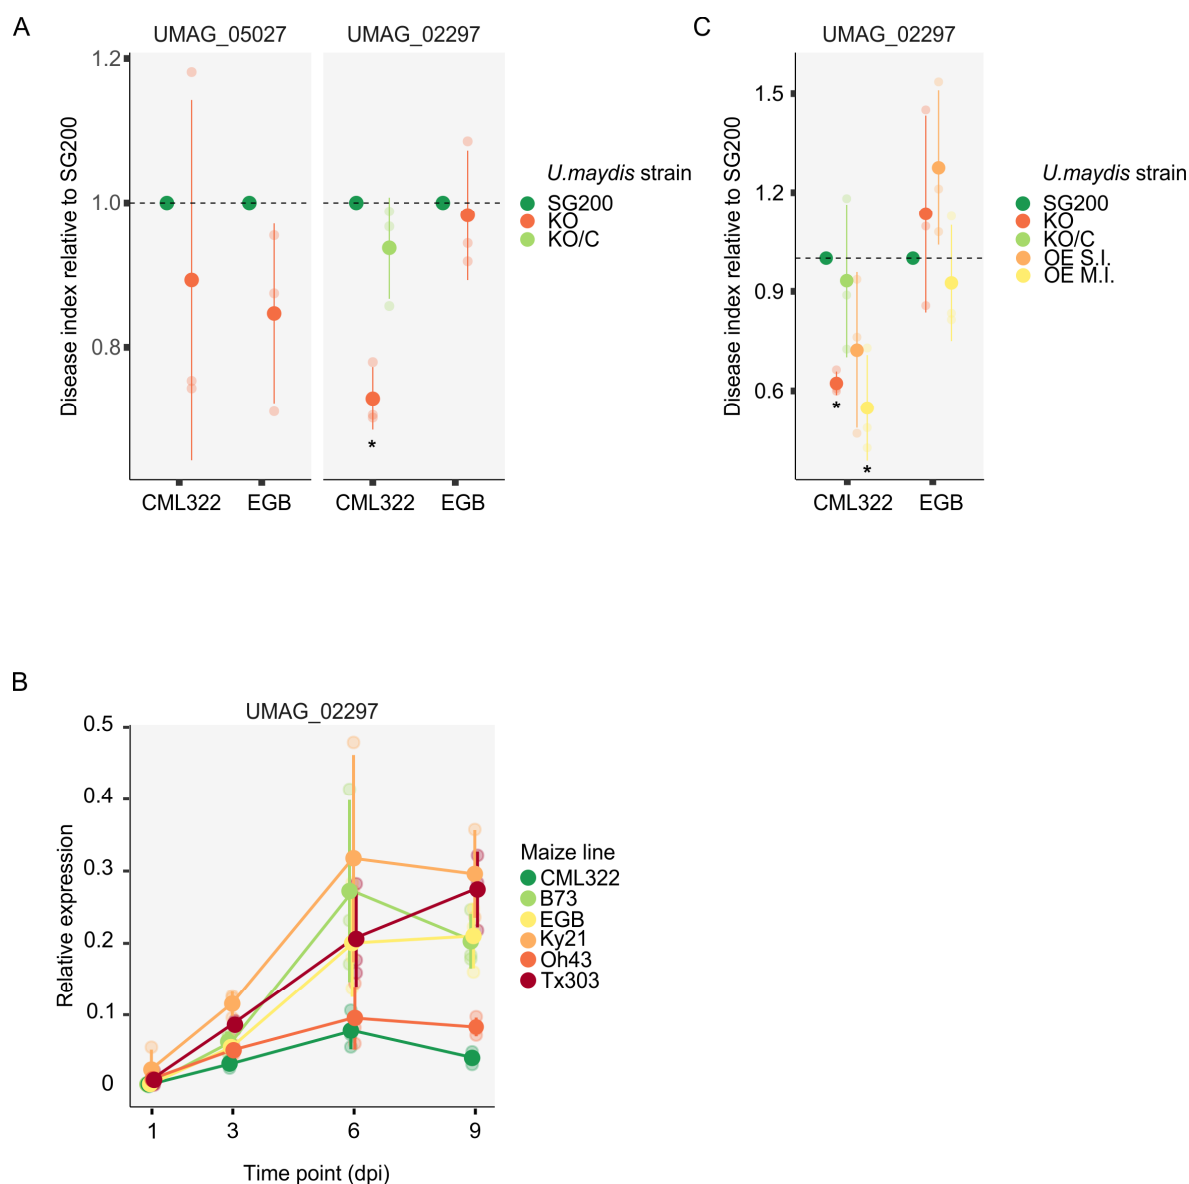 A
UMAG_05027
UMAG_02297
Disease index relative to SG200
1.2
1.0
0.8
*
CML322
EGB
CML322
EGB
U.maydis strain
SG200
KO
KO/C
C
UMAG_02297
Disease index relative to SG200
1.5
1.2
0.9
0.6
*
*
CML322
EGB
U.maydis strain
SG200
KO
KO/C
OE S.I.
OE M.I.
B
UMAG_02297
Relative expression
0.5
0.4
0.3
0.2
0.1
0
1
3
6
9
Time point (dpi)
Maize line
CML322
B73
EGB
Ky21
Oh43
Tx303